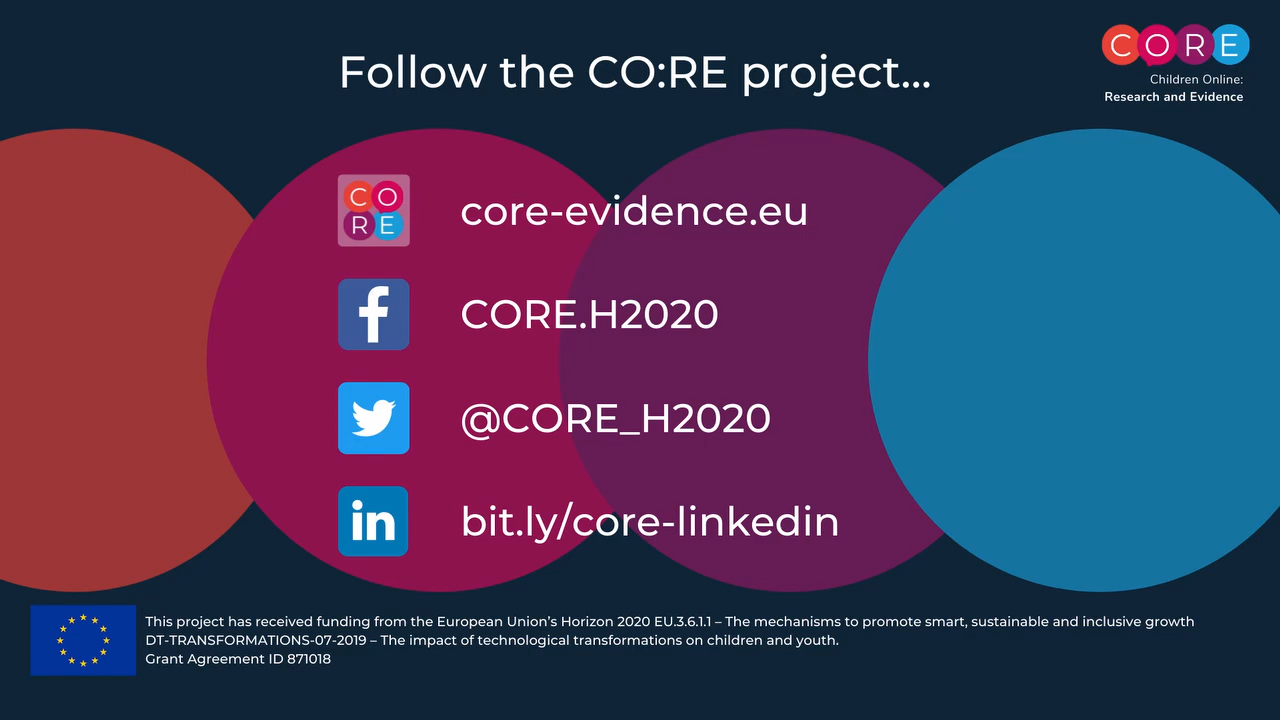 Follow the CO:RE project...
CORE
Children Online:
Research and Evidence
CO
RE
core-evidence.eu
f
CORE.H2020
@CORE_H2020
in
bit.ly/core-linkedin
This project has received funding from the European Union’s Horizon 2020 EU.3.6.1.1 – The mechanisms to promote smart, sustainable and inclusive growth
DT-TRANSFORMATIONS-07-2019 – The impact of technological transformations on children and youth.
Grant Agreement ID 871018